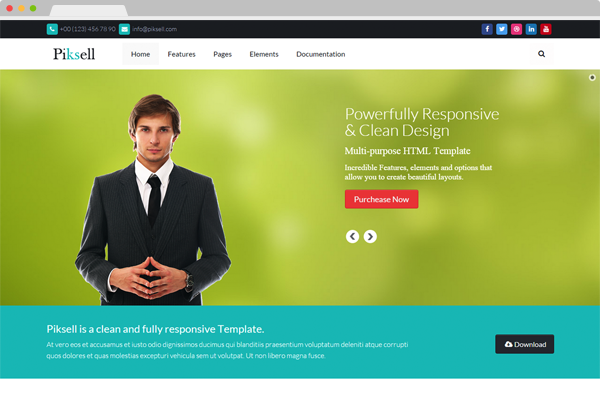 +00 (123) 456 78 90 info@piksell.com
Piksell Home Features Pages Elements Documentation
Powerfully Responsive
& Clean Design
Multi-purpose HTML Template
Incredible Features, elements and options that
allow you to create beautiful layouts.
Purchease Now
Piksell is a clean and fully responsive Template.
At vero eos et accusamus et iusto odio dignissimos ducimus qui blanditiis praesentium voluptatum deleniti atque corrupti
quos dolores et quas molestias excepturi vehicula sem ut volutpat. Ut non libero magna fusce.
Download